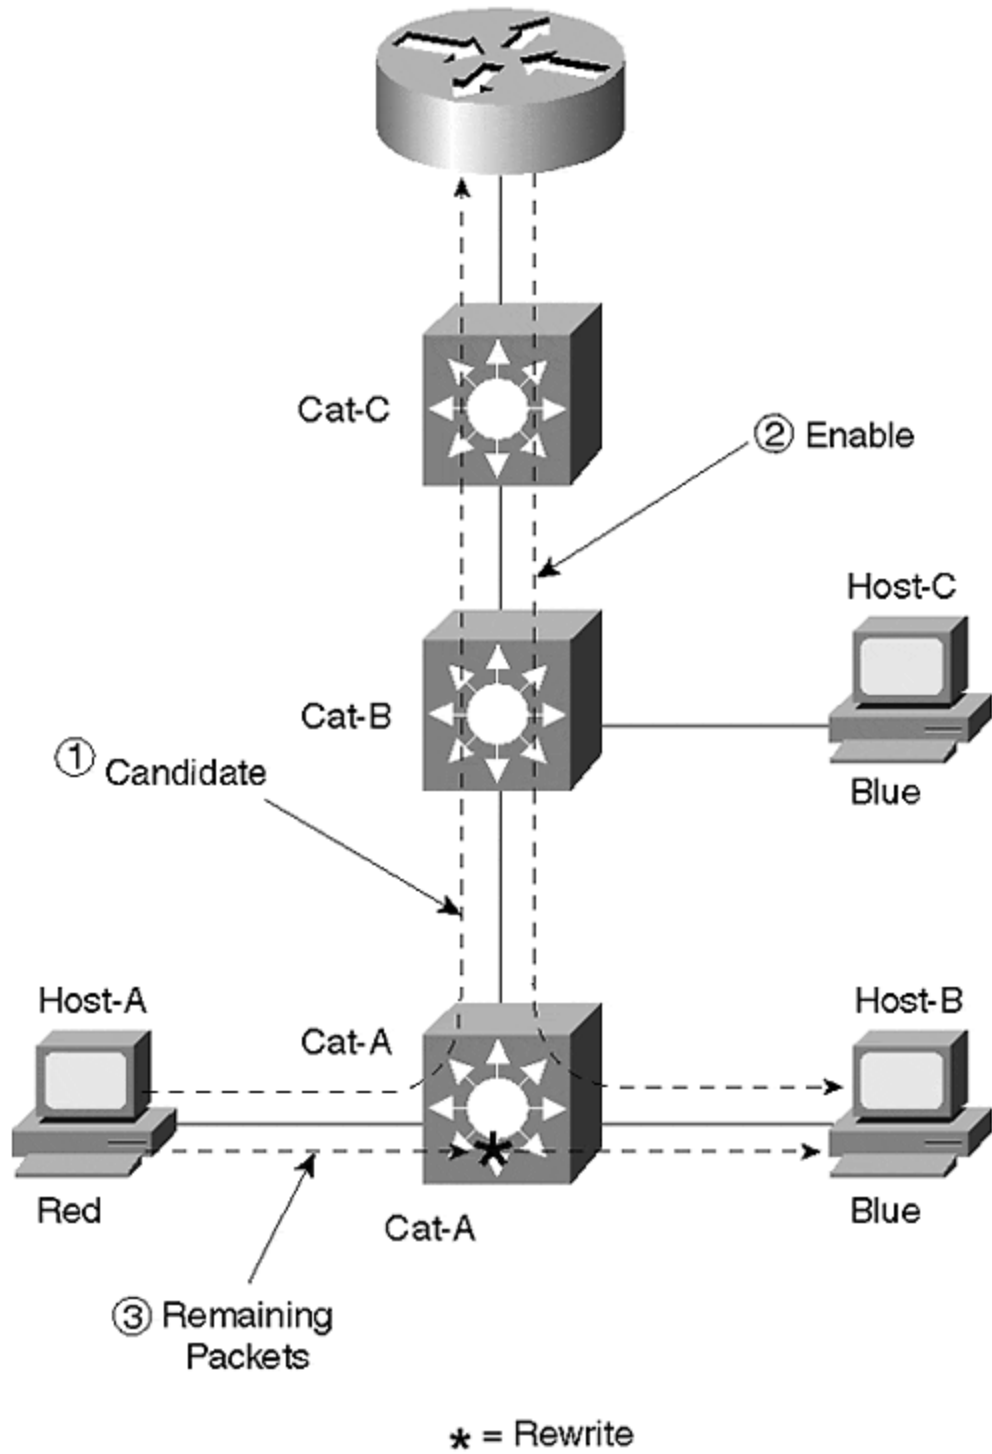 Cat-C
② Enable
Host-C
Cat-B
① Candidate
Blue
Host-A
Cat-A
Host-B
Red
Cat-A
Blue
③ Remaining
Packets
* = Rewrite